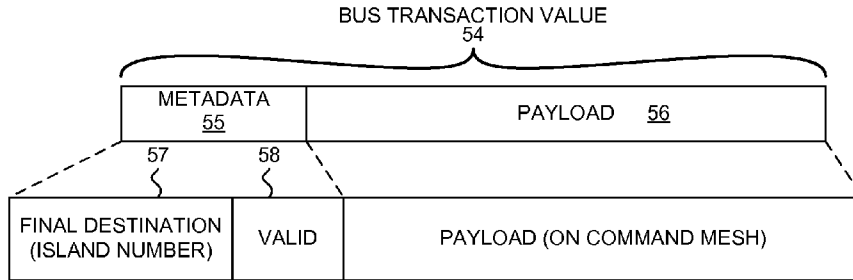 BUS TRANSACTION VALUE
54
METADATA
55
PAYLOAD 56
57 58
FINAL DESTINATION
(ISLAND NUMBER)
VALID
PAYLOAD (ON COMMAND MESH)